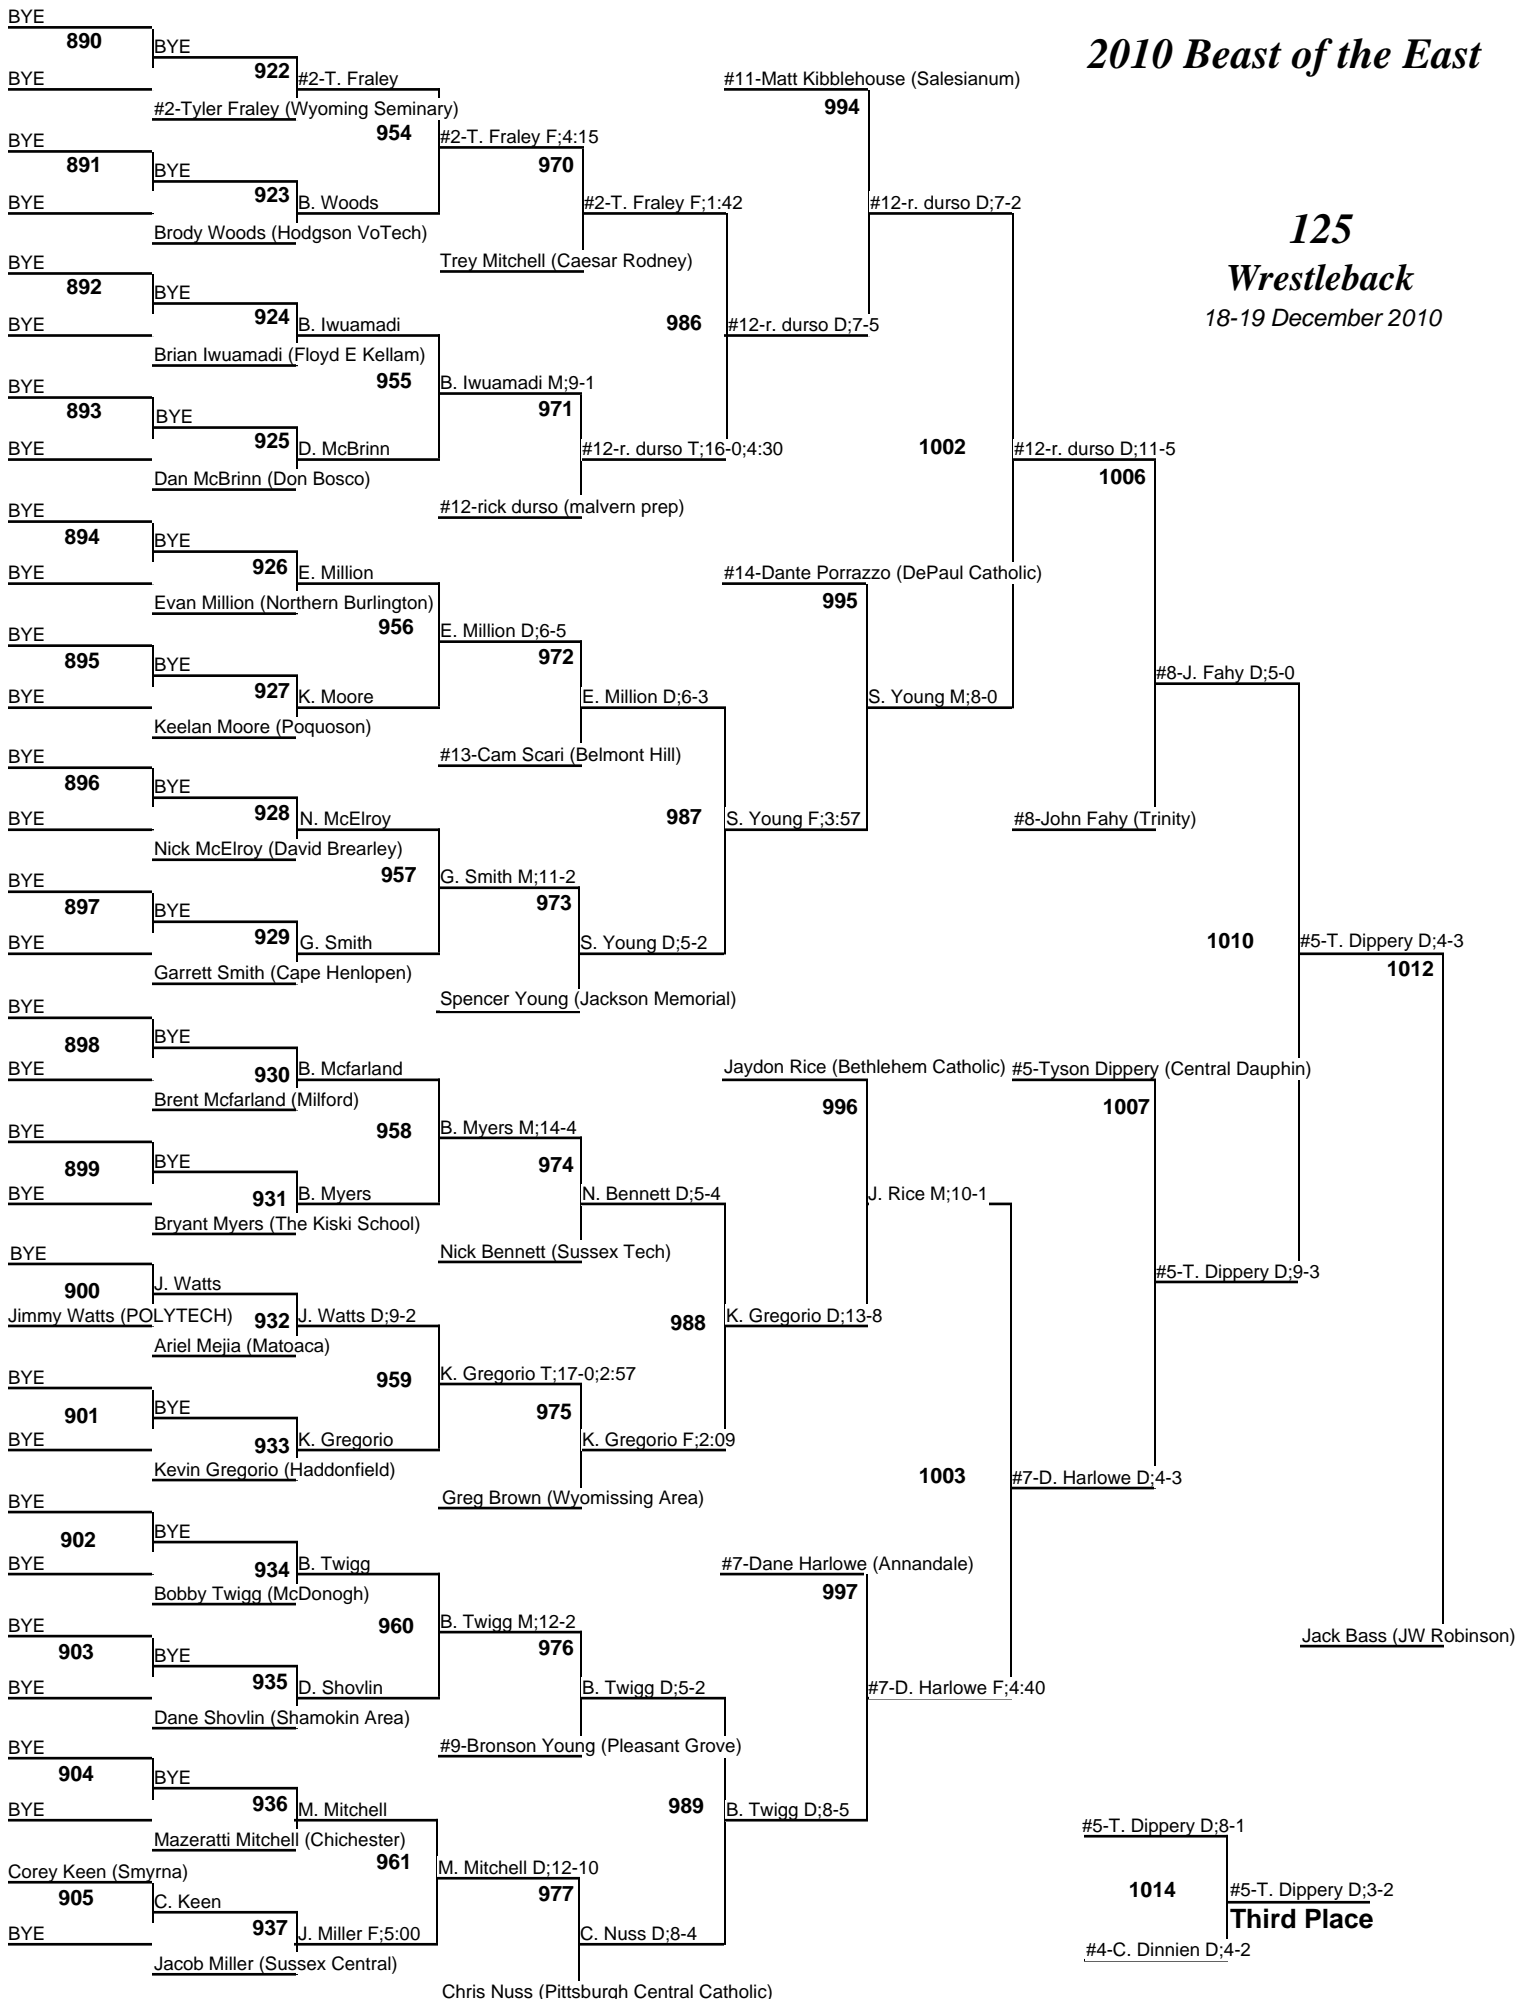 BYE
890
BYE
2010 Beast of the East
BYE
922
#2-T. Fraley
#11-Matt Kibblehouse (Salesianum)
#2-Tyler Fraley (Wyoming Seminary)
994
954
BYE
#2-T. Fraley F;4:15
891
BYE
970
BYE
923
B. Woods
#2-T. Fraley F;1:42
#12-r. durso D;7-2
125
Brody Woods (Hodgson VoTech)
BYE
Trey Mitchell (Caesar Rodney)
Wrestleback
892
BYE
BYE
924
B. Iwuamadi
986
#12-r. durso D;7-5
18-19 December 2010
Brian Iwuamadi (Floyd E Kellam)
BYE
955
B. Iwuamadi M;9-1
893
BYE
971
BYE
925
D. McBrinn
#12-r. durso T;16-0;4:30
1002
#12-r. durso D;11-5
Dan McBrinn (Don Bosco)
1006
BYE
#12-rick durso (malvern prep)
894
BYE
BYE
926
E. Million
#14-Dante Porrazzo (DePaul Catholic)
Evan Million (Northern Burlington)
995
BYE
956
E. Million D;6-5
895
BYE
972
#8-J. Fahy D;5-0
BYE
927
K. Moore
E. Million D;6-3
S. Young M;8-0
Keelan Moore (Poquoson)
BYE
#13-Cam Scari (Belmont Hill)
896
BYE
BYE
928
N. McElroy
987
S. Young F;3:57
#8-John Fahy (Trinity)
Nick McElroy (David Brearley)
BYE
957
G. Smith M;11-2
897
BYE
973
BYE
929
G. Smith
S. Young D;5-2
1010
#5-T. Dippery D;4-3
Garrett Smith (Cape Henlopen)
1012
BYE
Spencer Young (Jackson Memorial)
898
BYE
BYE
930
B. Mcfarland
Jaydon Rice (Bethlehem Catholic)
#5-Tyson Dippery (Central Dauphin)
Brent Mcfarland (Milford)
996
1007
BYE
958
B. Myers M;14-4
899
BYE
974
BYE
931
B. Myers
N. Bennett D;5-4
J. Rice M;10-1
Bryant Myers (The Kiski School)
BYE
Nick Bennett (Sussex Tech)
900
J. Watts
#5-T. Dippery D;9-3
Jimmy Watts (POLYTECH)
932
J. Watts D;9-2
988
K. Gregorio D;13-8
Ariel Mejia (Matoaca)
BYE
959
K. Gregorio T;17-0;2:57
901
BYE
975
BYE
933
K. Gregorio
K. Gregorio F;2:09
Kevin Gregorio (Haddonfield)
1003
#7-D. Harlowe D;4-3
BYE
Greg Brown (Wyomissing Area)
902
BYE
BYE
934
B. Twigg
#7-Dane Harlowe (Annandale)
Bobby Twigg (McDonogh)
997
BYE
960
B. Twigg M;12-2
Jack Bass (JW Robinson)
903
BYE
976
BYE
935
D. Shovlin
B. Twigg D;5-2
#7-D. Harlowe F;4:40
Dane Shovlin (Shamokin Area)
BYE
#9-Bronson Young (Pleasant Grove)
904
BYE
BYE
936
M. Mitchell
989
B. Twigg D;8-5
#5-T. Dippery D;8-1
Mazeratti Mitchell (Chichester)
Corey Keen (Smyrna)
961
M. Mitchell D;12-10
905
C. Keen
977
1014
#5-T. Dippery D;3-2
Third Place
BYE
937
J. Miller F;5:00
C. Nuss D;8-4
#4-C. Dinnien D;4-2
Jacob Miller (Sussex Central)
Chris Nuss (Pittsburgh Central Catholic)